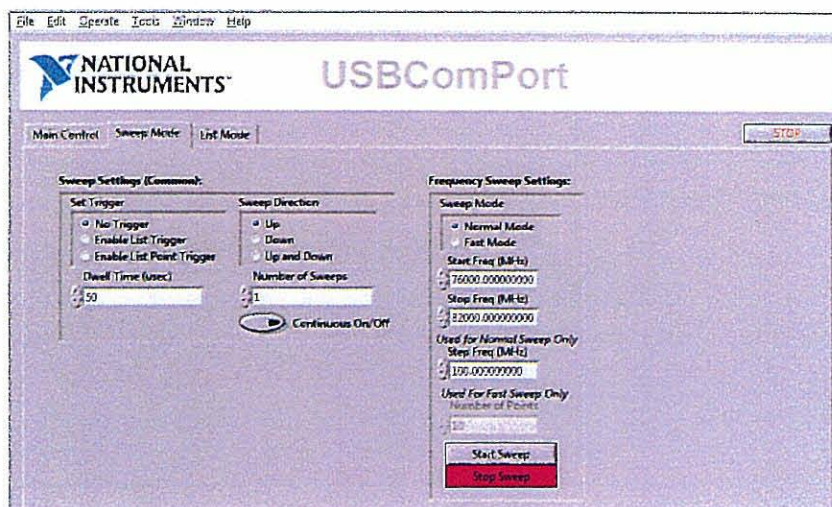 File Edit Operate Tools Window Help
NATIONAL
INSTRUMENTS™
USBComPort
Main Control Sweep Mode List Mode
STOP
Sweep Settings (Common):
Set Trigger
No Trigger
Enable List Trigger
Enable List Point Trigger
Dwell Time (usec)
50
Sweep Direction
Up
Down
Up and Down
Number of Sweeps
1
Continuous On/Off
Frequency Sweep Settings:
Sweep Mode
Normal Mode
Fast Mode
Start Freq (MHz)
76000.000000000
Stop Freq (MHz)
82000.000000000
Used for Normal Sweep Only
Step Freq (MHz)
100.000000000
Used For Fast Sweep Only
Number of Points
10
Start Sweep
Stop Sweep